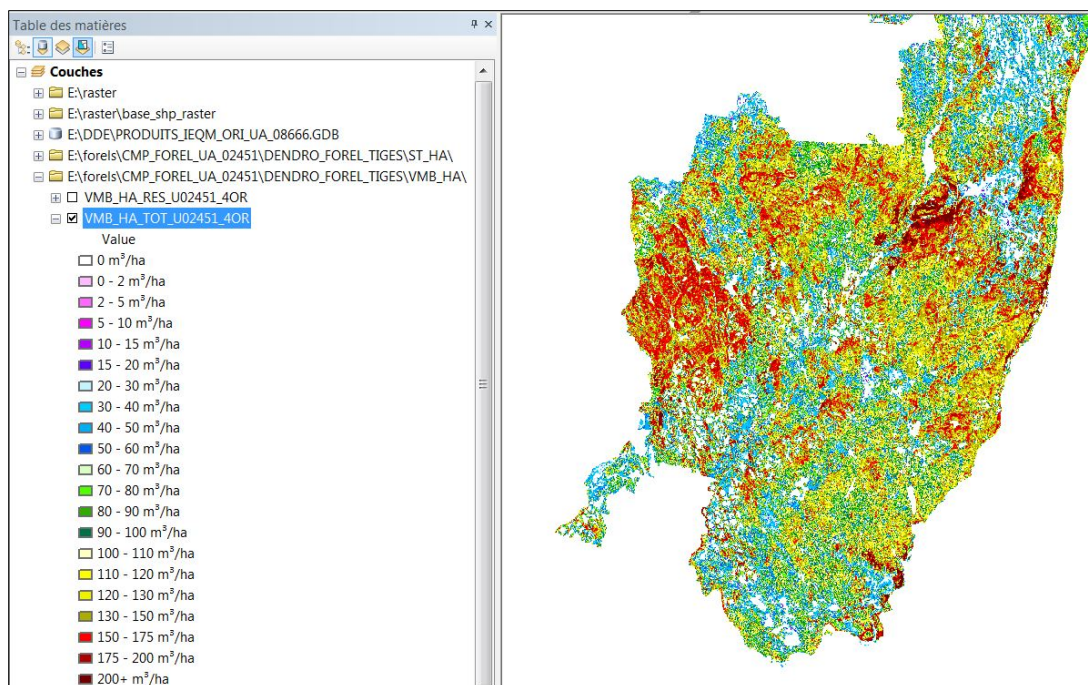 Table des matières
Couches
E:\raster
E:\raster\base_shp_raster
E:\DDE\PRODUITS_IEQM_ORI_UA_08666.GDB
E:\forels\CMP_FOREL_UA_02451\DENDRO_FOREL_TIGES\ST_HA\
E:\forels\CMP_FOREL_UA_02451\DENDRO_FOREL_TIGES\VMB_HA\
VMB_HA_RES_U02451_4OR
VMB_HA_TOT_U02451_4OR
Value
0 m³/ha
0 - 2 m³/ha
2 - 5 m³/ha
5 - 10 m³/ha
10 - 15 m³/ha
15 - 20 m³/ha
20 - 30 m³/ha
30 - 40 m³/ha
40 - 50 m³/ha
50 - 60 m³/ha
60 - 70 m³/ha
70 - 80 m³/ha
80 - 90 m³/ha
90 - 100 m³/ha
100 - 110 m³/ha
110 - 120 m³/ha
120 - 130 m³/ha
130 - 150 m³/ha
150 - 175 m³/ha
175 - 200 m³/ha
200+ m³/ha